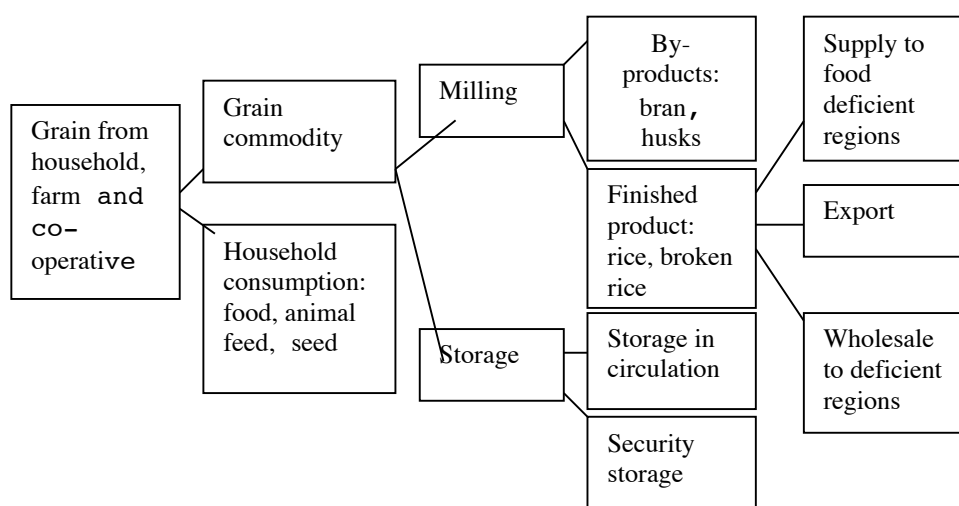 Grain from
household,
farm and
co-
operative
Grain
commodity
Household
consumption:
food, animal
feed, seed
Milling
Storage
By-
products:
bran,
husks
Finished
product:
rice, broken
rice
Storage in
circulation
Security
storage
Supply to
food
deficient
regions
Export
Wholesale
to deficient
regions